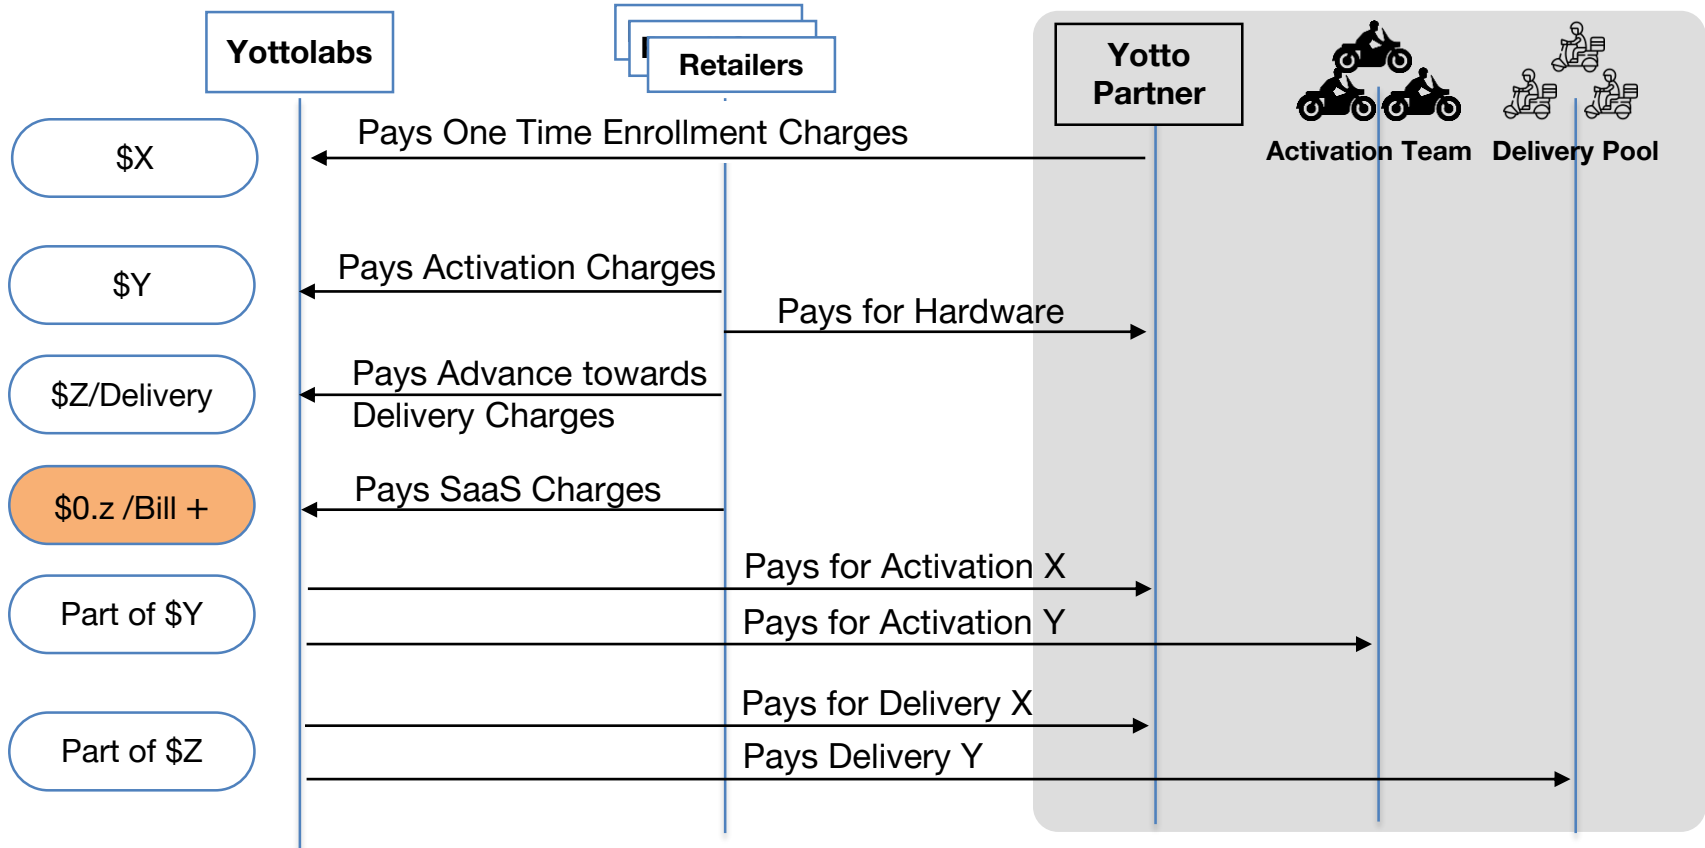 Yottolabs
Retailers
Yotto
Partner
Activation Team
Delivery Pool
$X
Pays One Time Enrollment Charges
$Y
Pays Activation Charges
Pays for Hardware
$Z/Delivery
Pays Advance towards
Delivery Charges
$0.z /Bill +
Pays SaaS Charges
Part of $Y
Pays for Activation X
Pays for Activation Y
Part of $Z
Pays for Delivery X
Pays Delivery Y